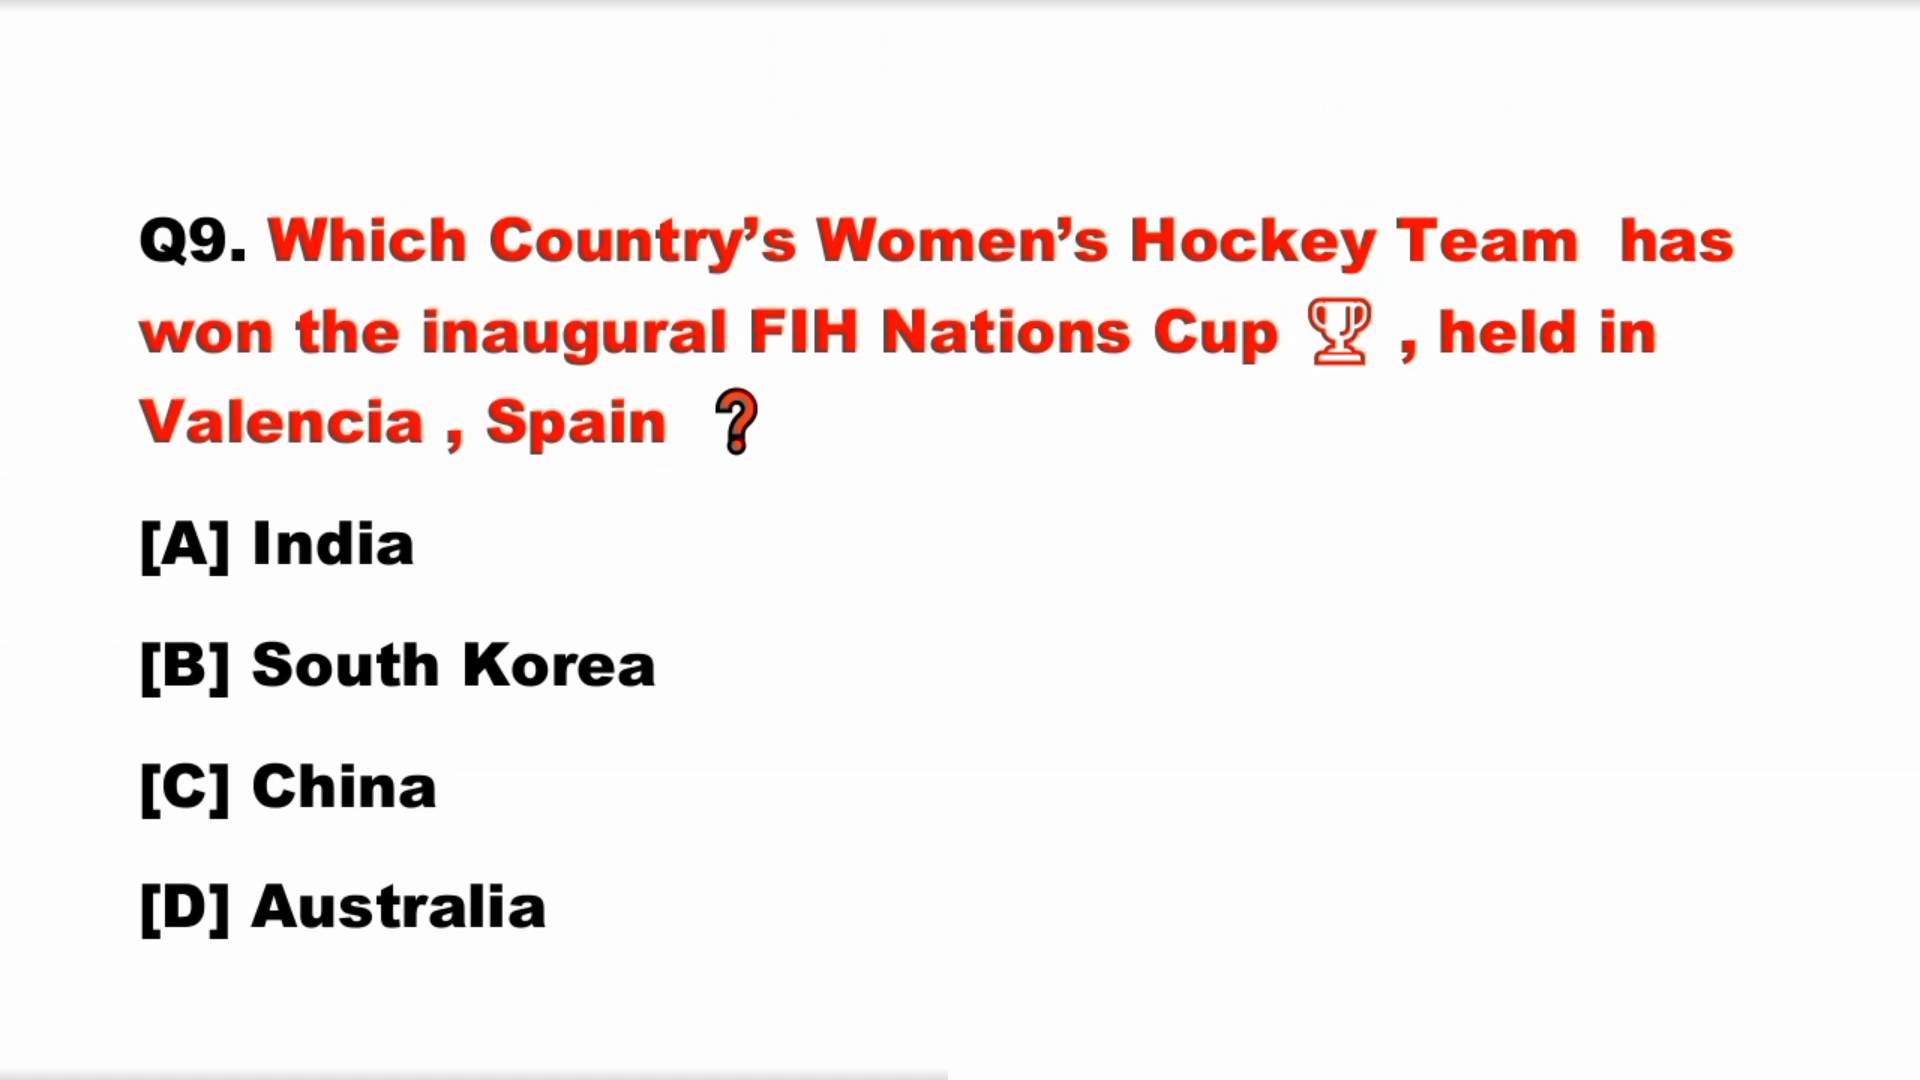 Q9. Which Country’s Women’s Hockey Team has
won the inaugural FIH Nations Cup 🏆 , held in
Valencia , Spain ❓
[A] India
[B] South Korea
[C] China
[D] Australia